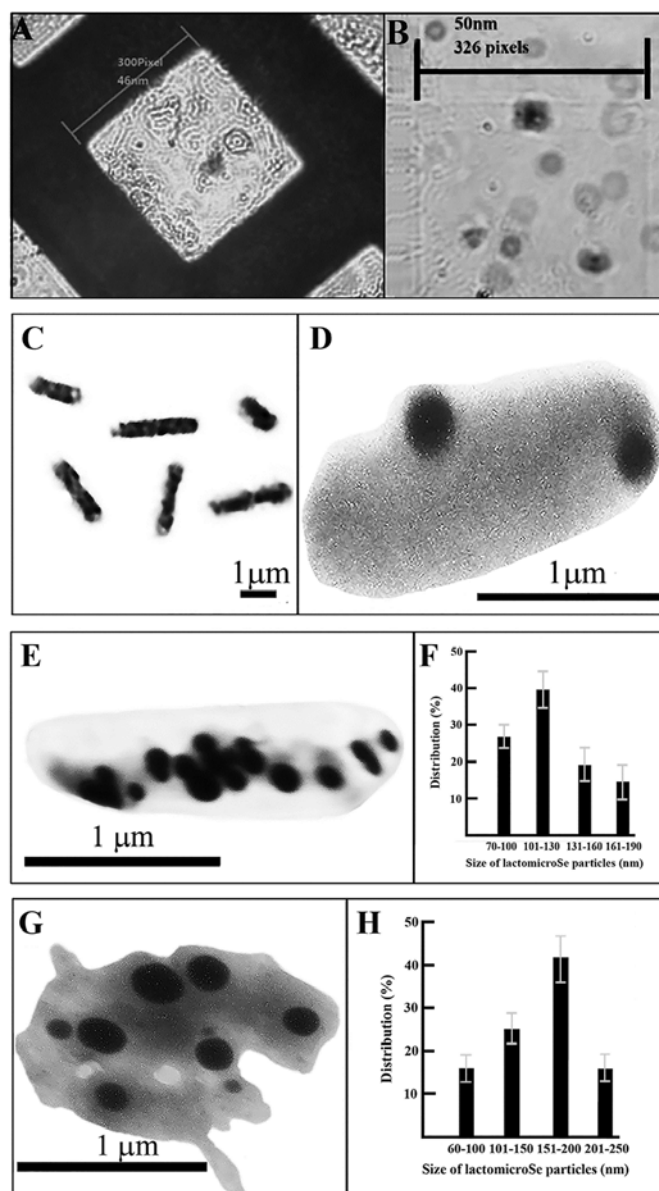 A
300Pixel
46nm
B
50nm
326 pixels
C
1μm
D
1μm
E
1 μm
F
Distribution (%)
50
40
30
20
10
70-100 101-130 131-160 161-190
Size of lactomicroSe particles (nm)
G
1 μm
H
Distribution (%)
50
40
30
20
10
60-100 101-150 151-200 201-250
Size of lactomicroSe particles (nm)